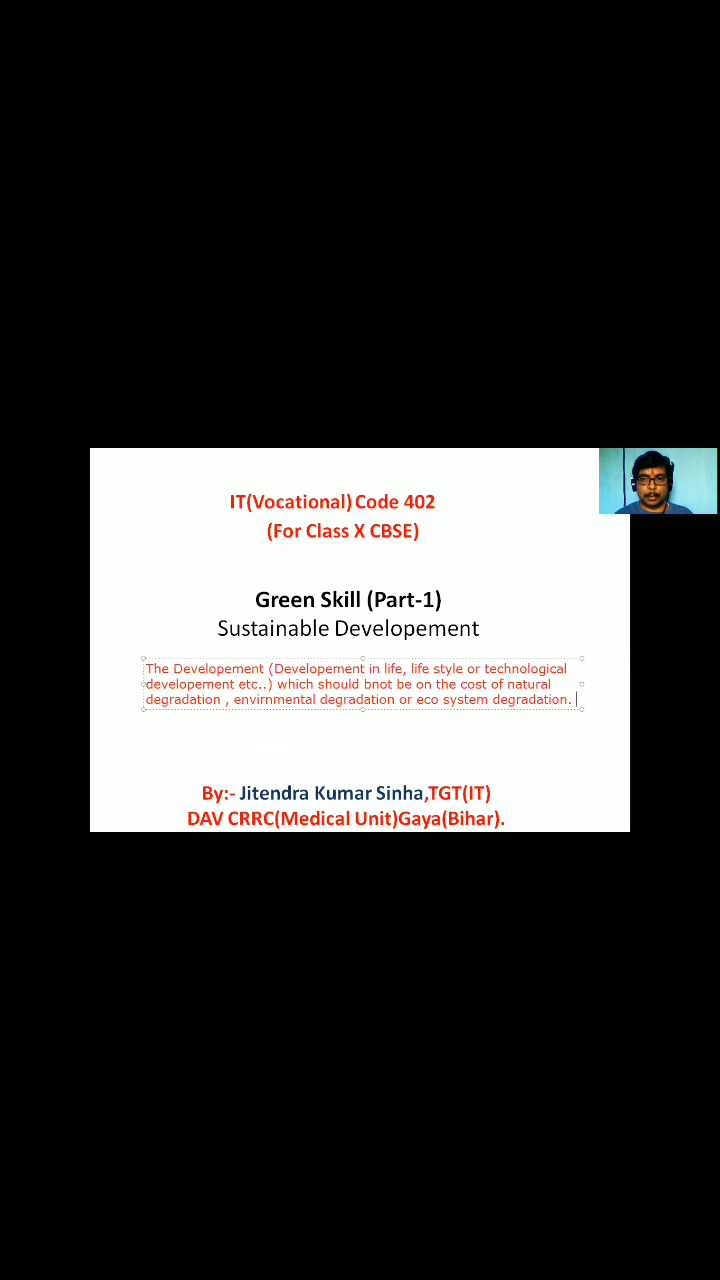 IT(Vocational) Code 402
(For Class X CBSE)
Green Skill (Part-1)
Sustainable Developement
The Developement (Developement in life, life style or technological
developement etc..) which should bnot be on the cost of natural
degradation , envirnmental degradation or eco system degradation.
By:- Jitendra Kumar Sinha,TGT(IT)
DAV CRRC(Medical Unit)Gaya(Bihar).